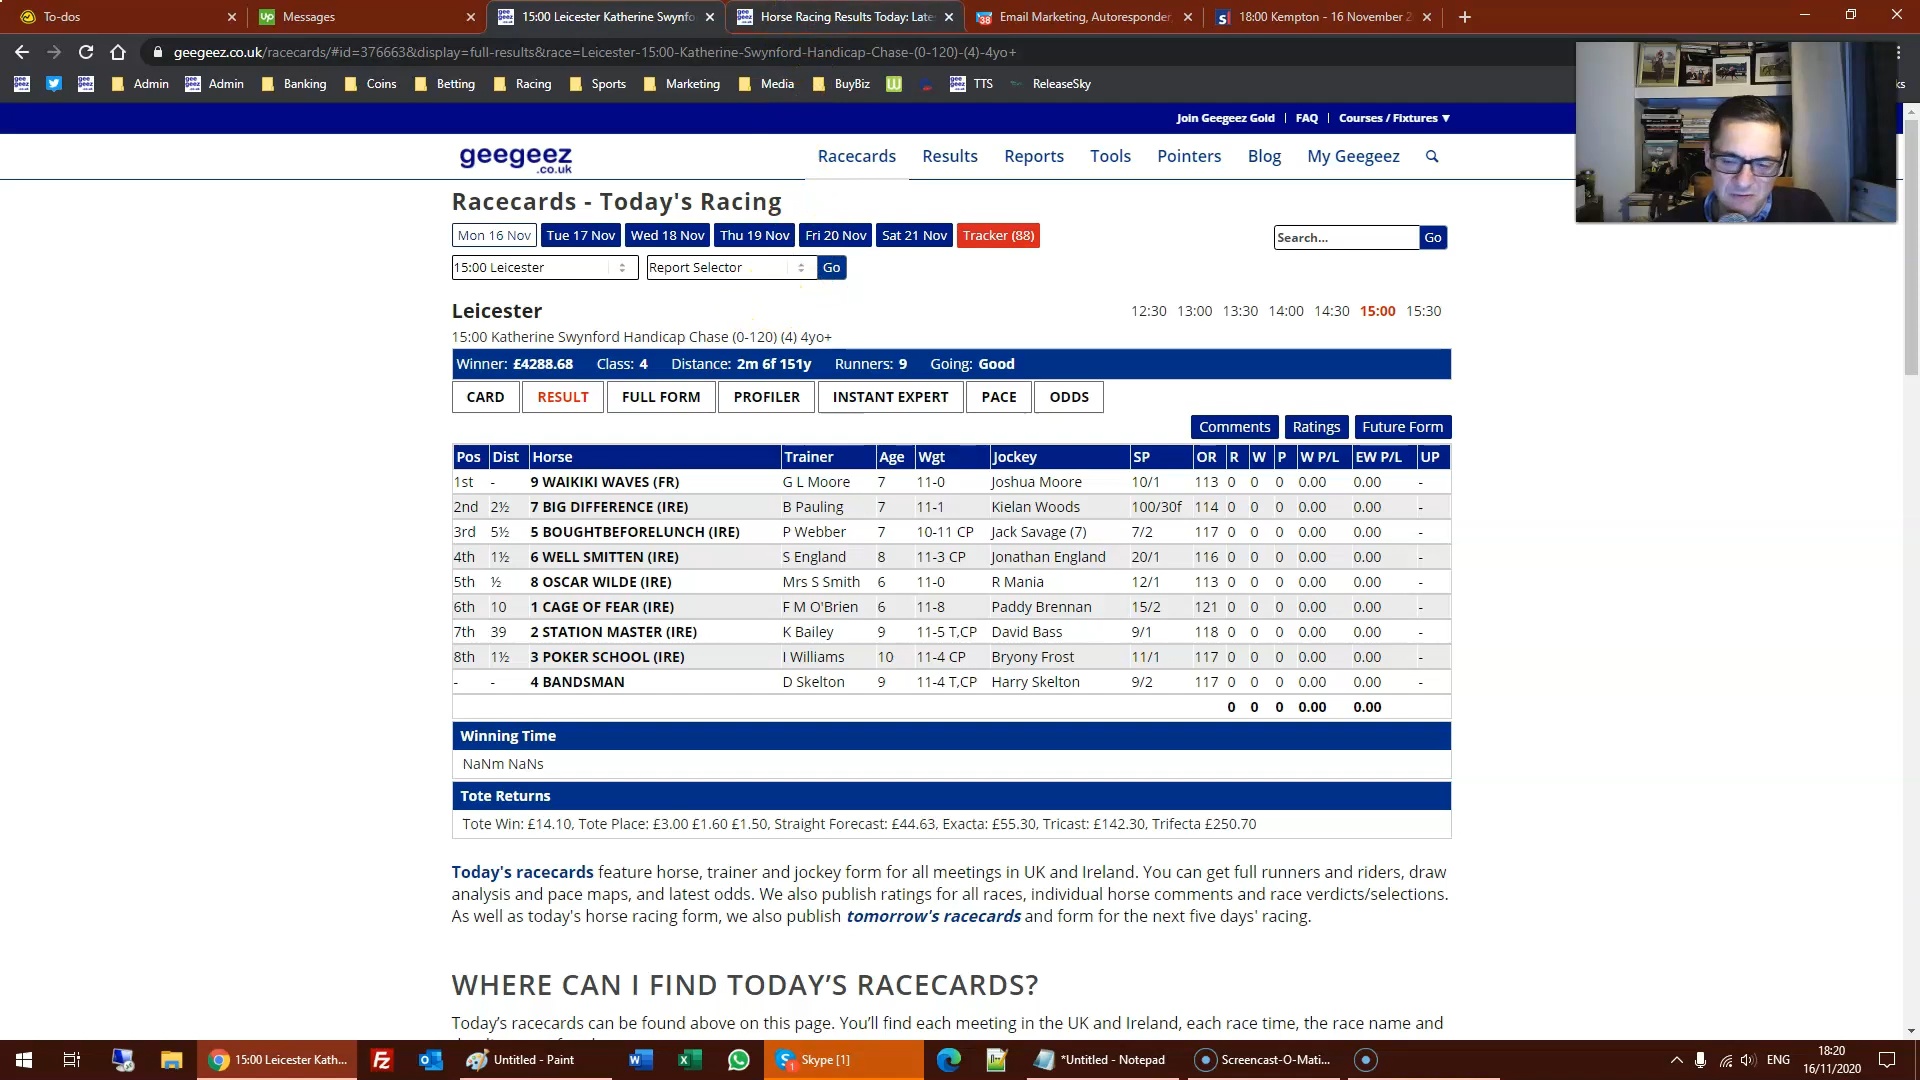 To-dos
Messages
15:00 Leicester Katherine Swynfo
Horse Racing Results Today: Late
Email Marketing, Autoresponder,
18:00 Kempton - 16 November 2
geegeez.co.uk/racecards/#id=376663&display=full-results&race=Leicester-15:00-Katherine-Swynford-Handicap-Chase-(0-120)-(4)-4yo+
Admin Admin Banking Coins Betting Racing Sports Marketing Media BuyBiz TTS ReleaseSky
Join Geegeez Gold | FAQ | Courses / Fixtures ▼
geegeez
.co.uk
Racecards Results Reports Tools Pointers Blog My Geegeez
Racecards - Today's Racing
Mon 16 Nov Tue 17 Nov Wed 18 Nov Thu 19 Nov Fri 20 Nov Sat 21 Nov Tracker (88)
Search... Go
15:00 Leicester Report Selector Go
Leicester
12:30 13:00 13:30 14:00 14:30 15:00 15:30
15:00 Katherine Swynford Handicap Chase (0-120) (4) 4yo+
Winner: £4288.68 Class: 4 Distance: 2m 6f 151y Runners: 9 Going: Good
CARD RESULT FULL FORM PROFILER INSTANT EXPERT PACE ODDS
Comments Ratings Future Form
Pos Dist Horse Trainer Age Wgt Jockey SP OR R W P W P/L EW P/L UP
1st - 9 WAIKIKI WAVES (FR) G L Moore 7 11-0 Joshua Moore 10/1 113 0 0 0 0.00 0.00 -
2nd 2½ 7 BIG DIFFERENCE (IRE) B Pauling 7 11-1 Kielan Woods 100/30f 114 0 0 0 0.00 0.00 -
3rd 5½ 5 BOUGHTBEFORELUNCH (IRE) P Webber 7 10-11 CP Jack Savage (7) 7/2 117 0 0 0 0.00 0.00 -
4th 1½ 6 WELL SMITTEN (IRE) S England 8 11-3 CP Jonathan England 20/1 116 0 0 0 0.00 0.00 -
5th ½ 8 OSCAR WILDE (IRE) Mrs S Smith 6 11-0 R Mania 12/1 113 0 0 0 0.00 0.00 -
6th 10 1 CAGE OF FEAR (IRE) F M O'Brien 6 11-8 Paddy Brennan 15/2 121 0 0 0 0.00 0.00 -
7th 39 2 STATION MASTER (IRE) K Bailey 9 11-5 T,CP David Bass 9/1 118 0 0 0 0.00 0.00 -
8th 1½ 3 POKER SCHOOL (IRE) I Williams 10 11-4 CP Bryony Frost 11/1 117 0 0 0 0.00 0.00 -
- - 4 BANDSMAN D Skelton 9 11-4 T,CP Harry Skelton 9/2 117 0 0 0 0.00 0.00 -
0 0 0 0.00 0.00
Winning Time
NaNm NaNs
Tote Returns
Tote Win: £14.10, Tote Place: £3.00 £1.60 £1.50, Straight Forecast: £44.63, Exacta: £55.30, Tricast: £142.30, Trifecta £250.70
Today's racecards feature horse, trainer and jockey form for all meetings in UK and Ireland. You can get full runners and riders, draw
analysis and pace maps, and latest odds. We also publish ratings for all races, individual horse comments and race verdicts/selections.
As well as today's horse racing form, we also publish tomorrow's racecards and form for the next five days' racing.
WHERE CAN I FIND TODAY'S RACECARDS?
Today's racecards can be found above on this page. You'll find each meeting in the UK and Ireland, each race time, the race name and
15:00 Leicester Kath...
Untitled - Paint
Skype [1]
*Untitled - Notepad
Screencast-O-Mati...
ENG
18:20
16/11/2020